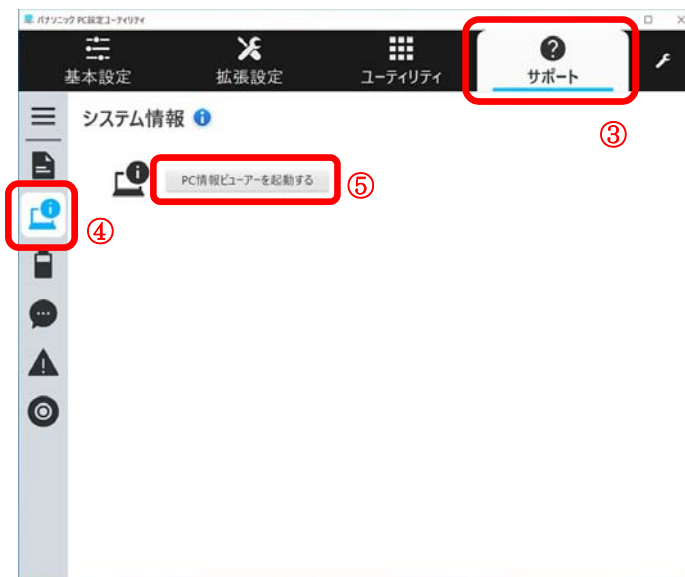 パナソニック PC設定ユーティリティ
基本設定
拡張設定
ユーティリティ
サポート
③
システム情報
PC情報ビューアーを起動する
⑤
④